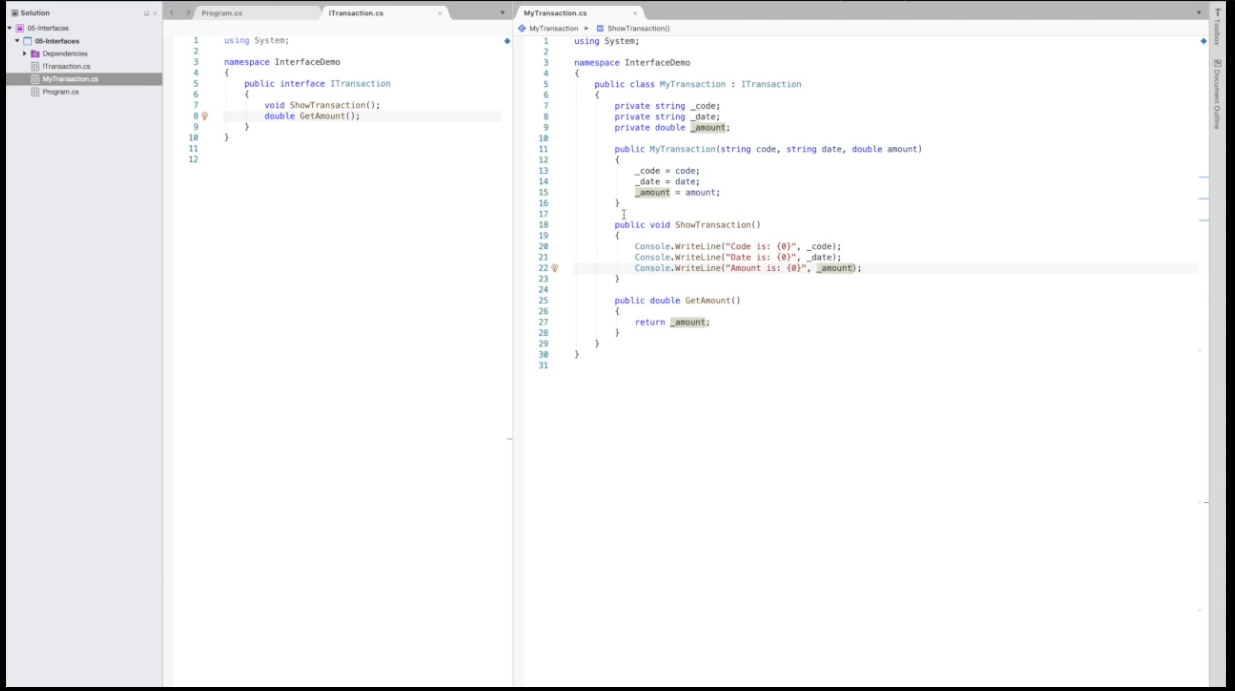 Solution
05-Interfaces
05-Interfaces
Dependencies
ITransaction.cs
MyTransaction.cs
Program.cs
Program.cs
ITransaction.cs
1 using System;
2
3 namespace InterfaceDemo
4 {
5 public interface ITransaction
6 {
7 void ShowTransaction();
8 double GetAmount();
9 }
10 }
11
12
MyTransaction.cs
MyTransaction ShowTransaction()
1 using System;
2
3 namespace InterfaceDemo
4 {
5 public class MyTransaction : ITransaction
6 {
7 private string _code;
8 private string _date;
9 private double _amount;
10
11 public MyTransaction(string code, string date, double amount)
12 {
13 _code = code;
14 _date = date;
15 _amount = amount;
16 }
17
18 public void ShowTransaction()
19 {
20 Console.WriteLine("Code is: {0}", _code);
21 Console.WriteLine("Date is: {0}", _date);
22 Console.WriteLine("Amount is: {0}", _amount);
23 }
24
25 public double GetAmount()
26 {
27 return _amount;
28 }
29 }
30 }
31
Toolbox
Document Outline